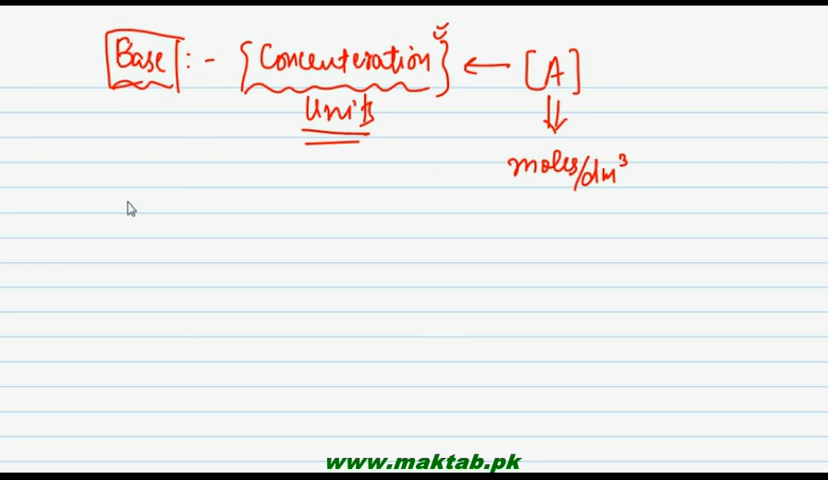 Base :- {Concenteration} ← [A]
Units ⇓
moles/dm³
www.maktab.pk